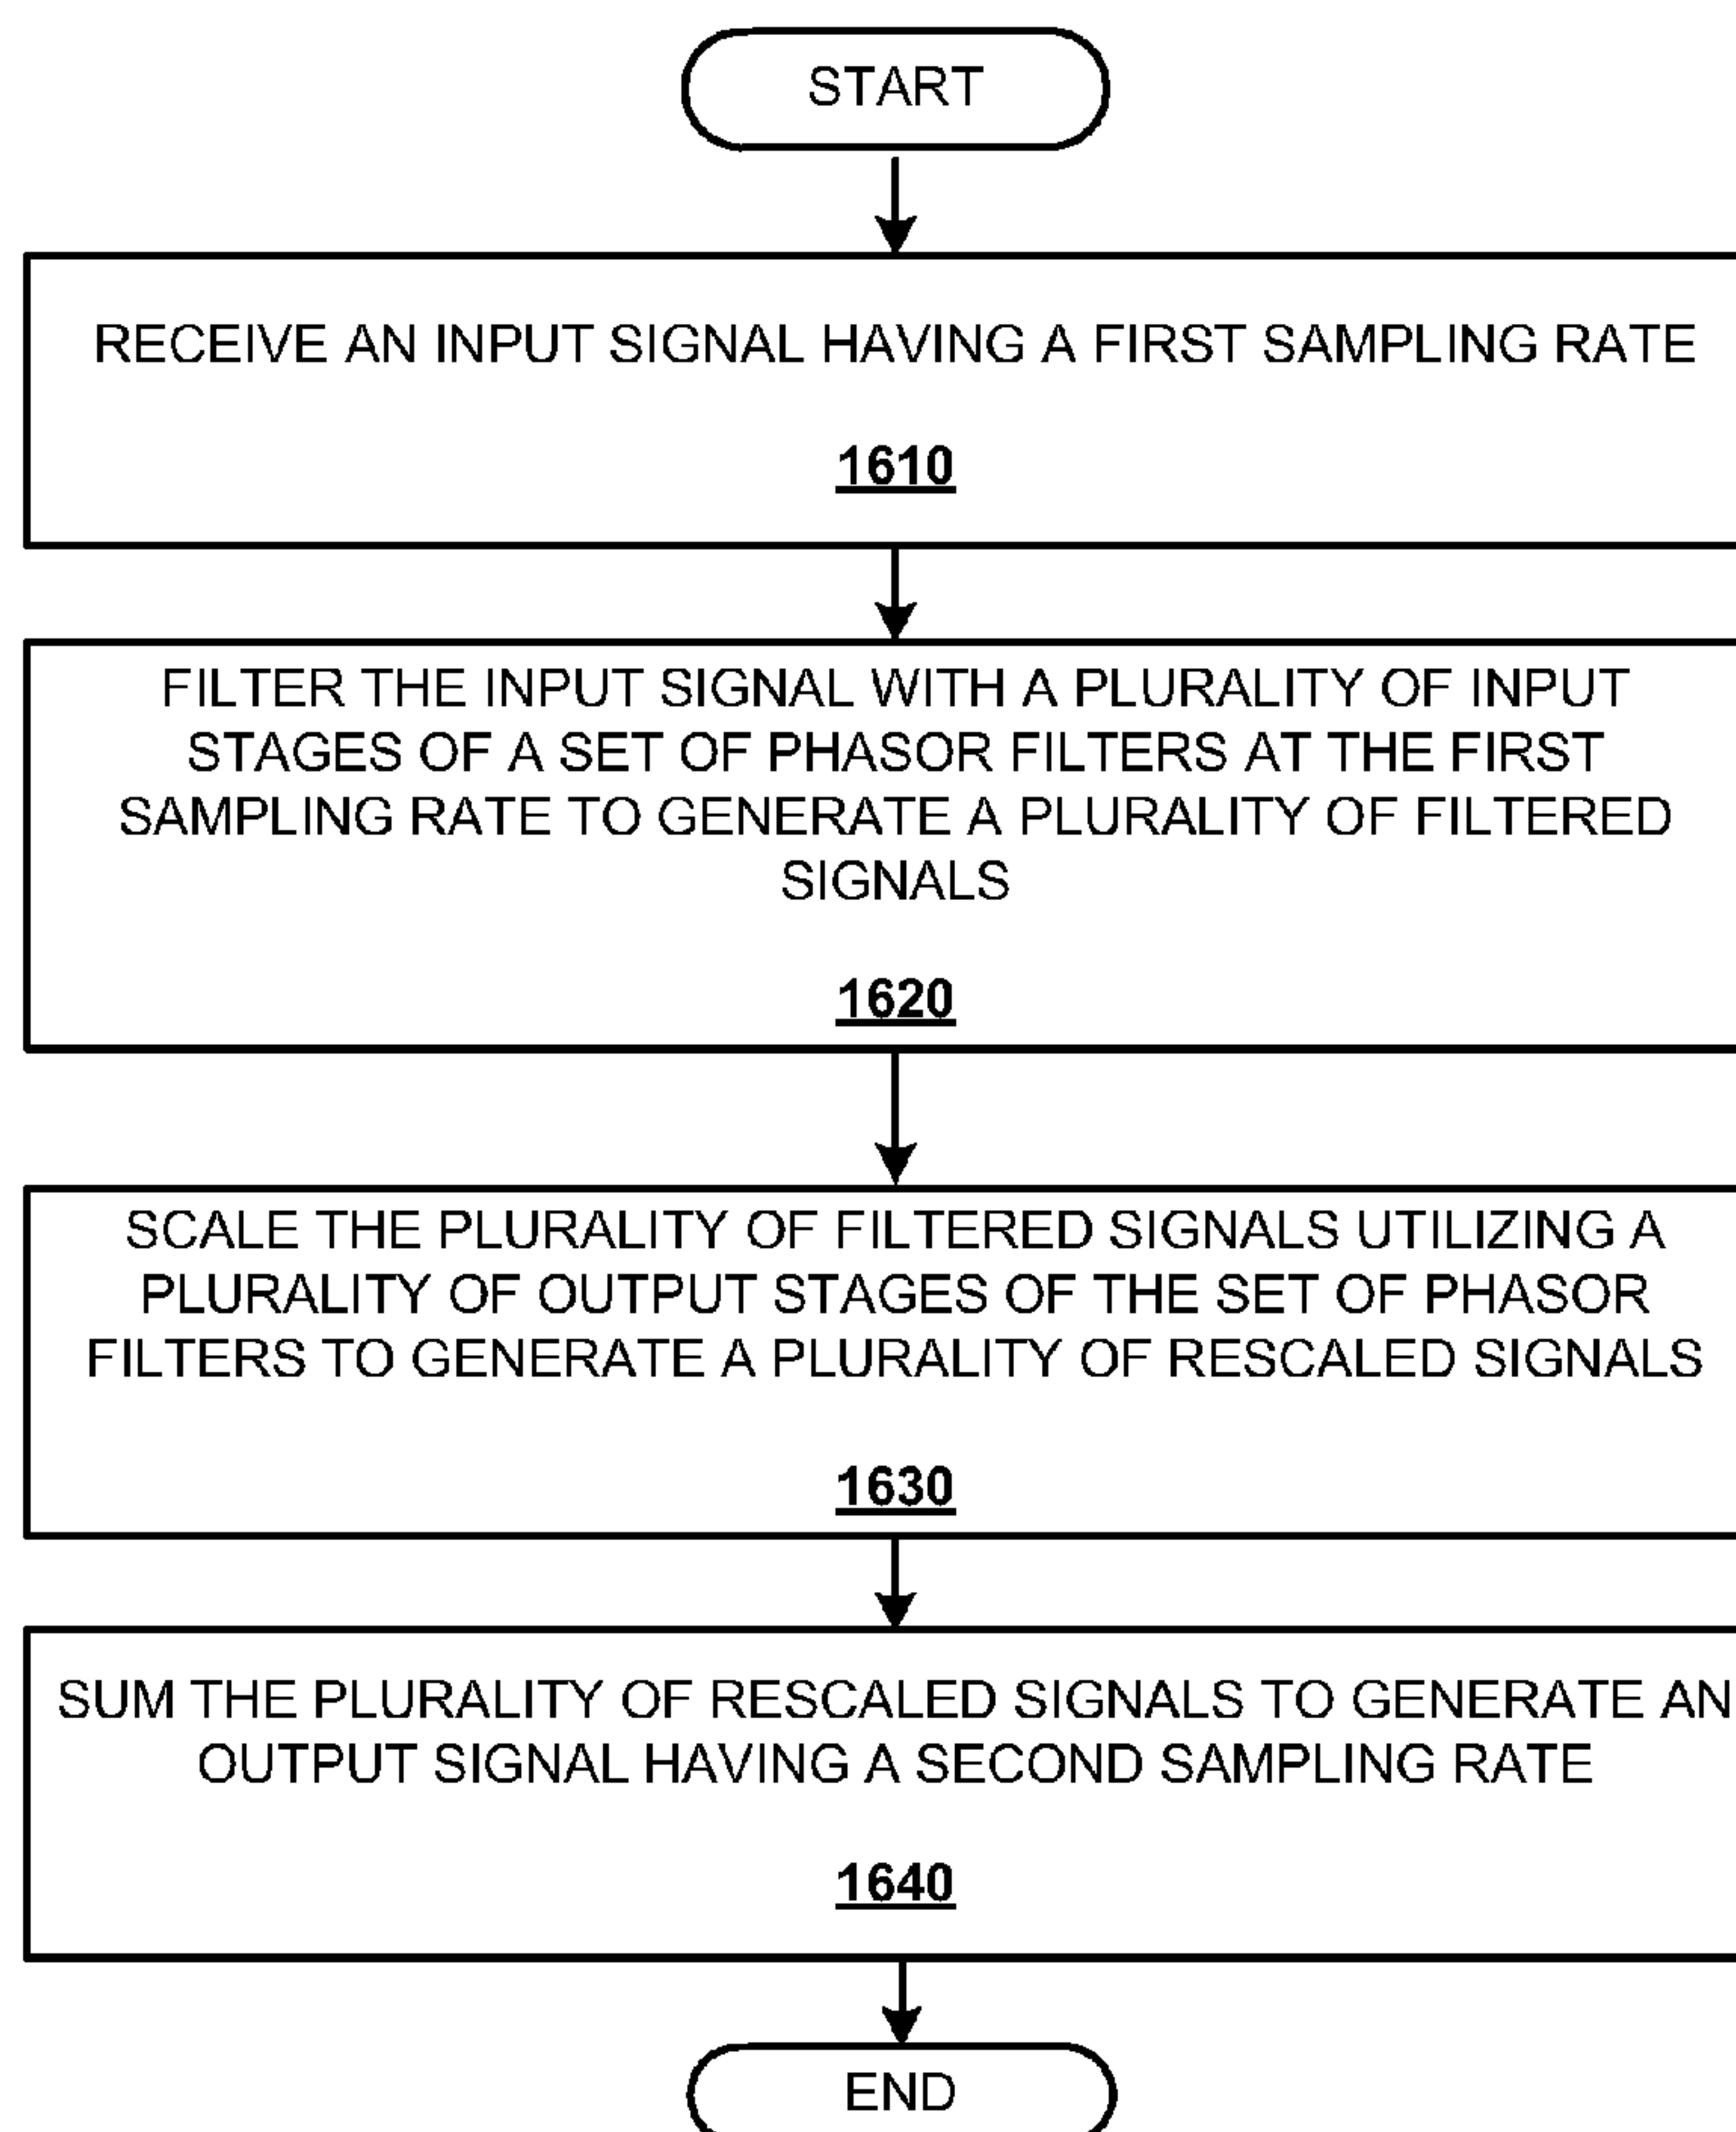 START
RECEIVE AN INPUT SIGNAL HAVING A FIRST SAMPLING RATE
1610
FILTER THE INPUT SIGNAL WITH A PLURALITY OF INPUT
STAGES OF A SET OF PHASOR FILTERS AT THE FIRST
SAMPLING RATE TO GENERATE A PLURALITY OF FILTERED
SIGNALS
1620
SCALE THE PLURALITY OF FILTERED SIGNALS UTILIZING A
PLURALITY OF OUTPUT STAGES OF THE SET OF PHASOR
FILTERS TO GENERATE A PLURALITY OF RESCALED SIGNALS
1630
SUM THE PLURALITY OF RESCALED SIGNALS TO GENERATE AN
OUTPUT SIGNAL HAVING A SECOND SAMPLING RATE
1640
END